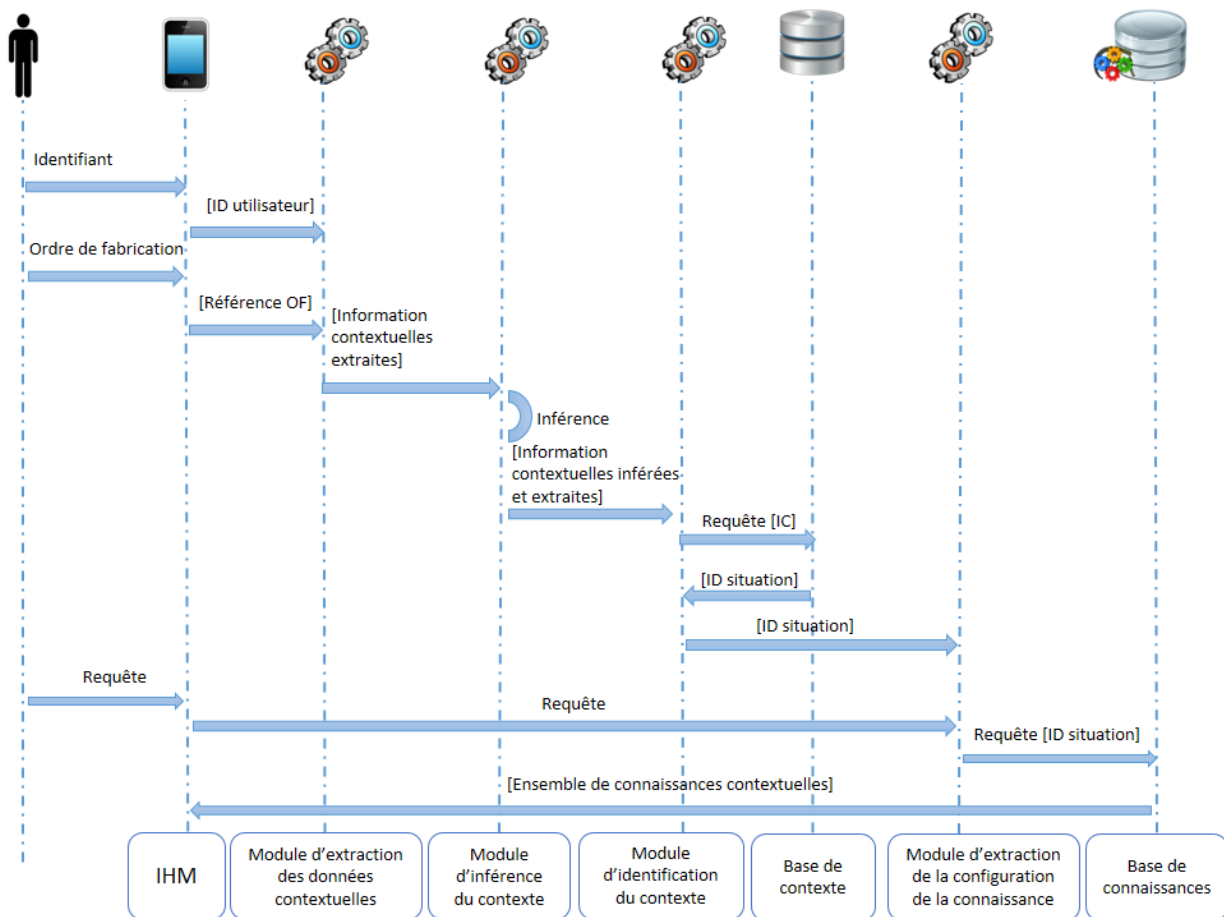 Identifiant
[ID utilisateur]
Ordre de fabrication
[Référence OF]
[Information
contextuelles
extraites]
Inférence
[Information
contextuelles inférées
et extraites]
Requête [IC]
[ID situation]
[ID situation]
Requête
Requête
Requête [ID situation]
[Ensemble de connaissances contextuelles]
IHM
Module d’extraction
des données
contextuelles
Module
d’inférence
du contexte
Module
d’identification
du contexte
Base de
contexte
Module d’extraction
de la configuration
de la connaissance
Base de
connaissances